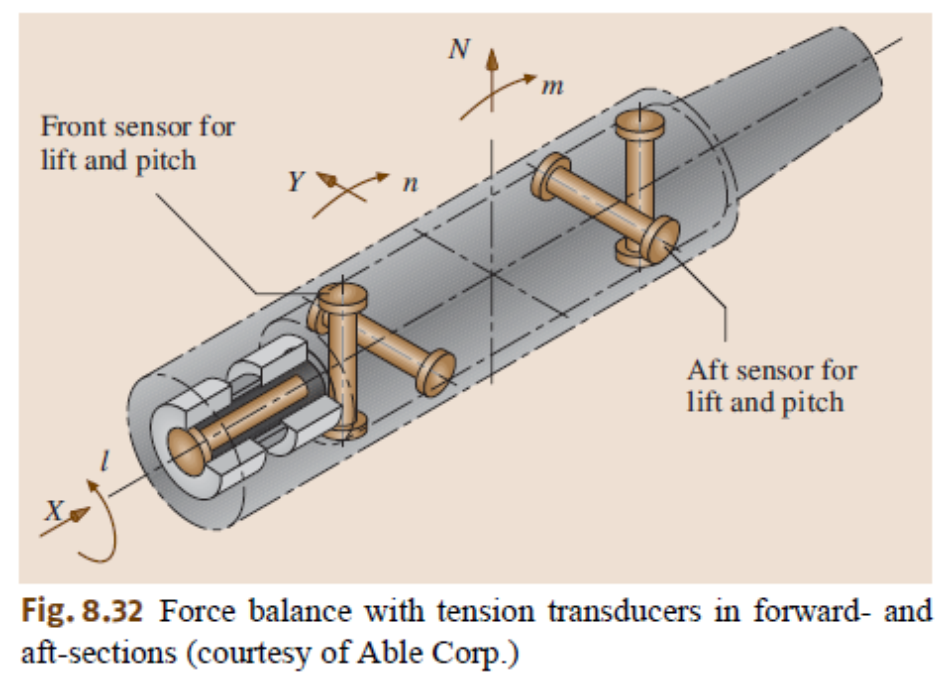 N
m
Front sensor for
lift and pitch
Y
n
Aft sensor for
lift and pitch
l
X
Fig. 8.32 Force balance with tension transducers in forward- and
aft-sections (courtesy of Able Corp.)